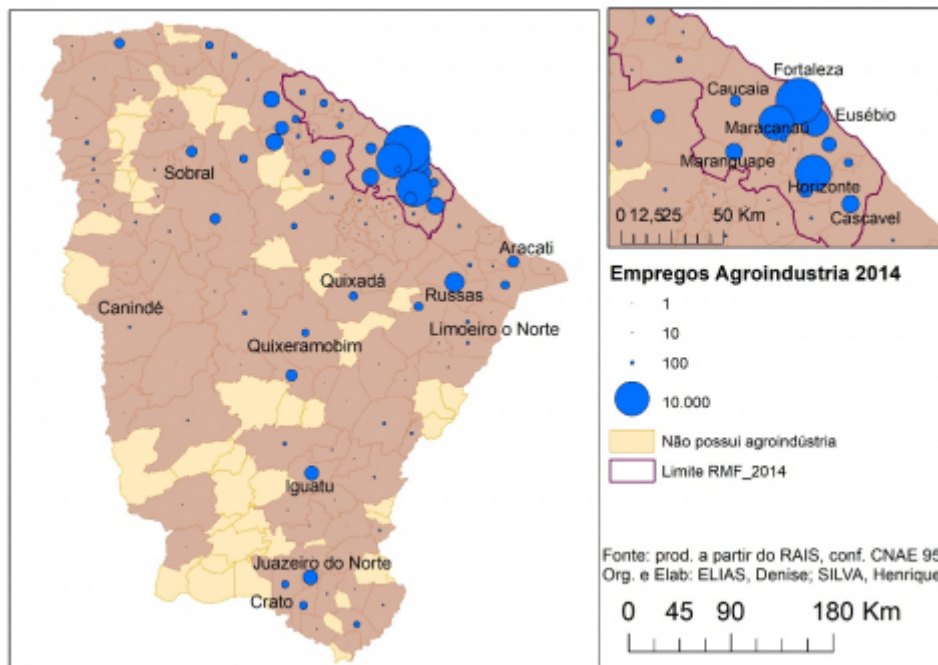 Sobral
Canindé
Quixadá
Quixeramobim
Aracati
Russas
Limoeiro o Norte
Iguatu
Juazeiro do Norte
Crato
Fortaleza
Caucaia
Eusébio
Maracanaú
Maranguape
Horizonte
Cascavel
0 12,525 50 Km
Empregos Agroindustria 2014
1
10
100
10.000
Não possui agroindústria
Limite RMF_2014
Fonte: prod. a partir do RAIS, conf. CNAE 95
Org. e Elab: ELIAS, Denise; SILVA, Henrique
0 45 90 180 Km